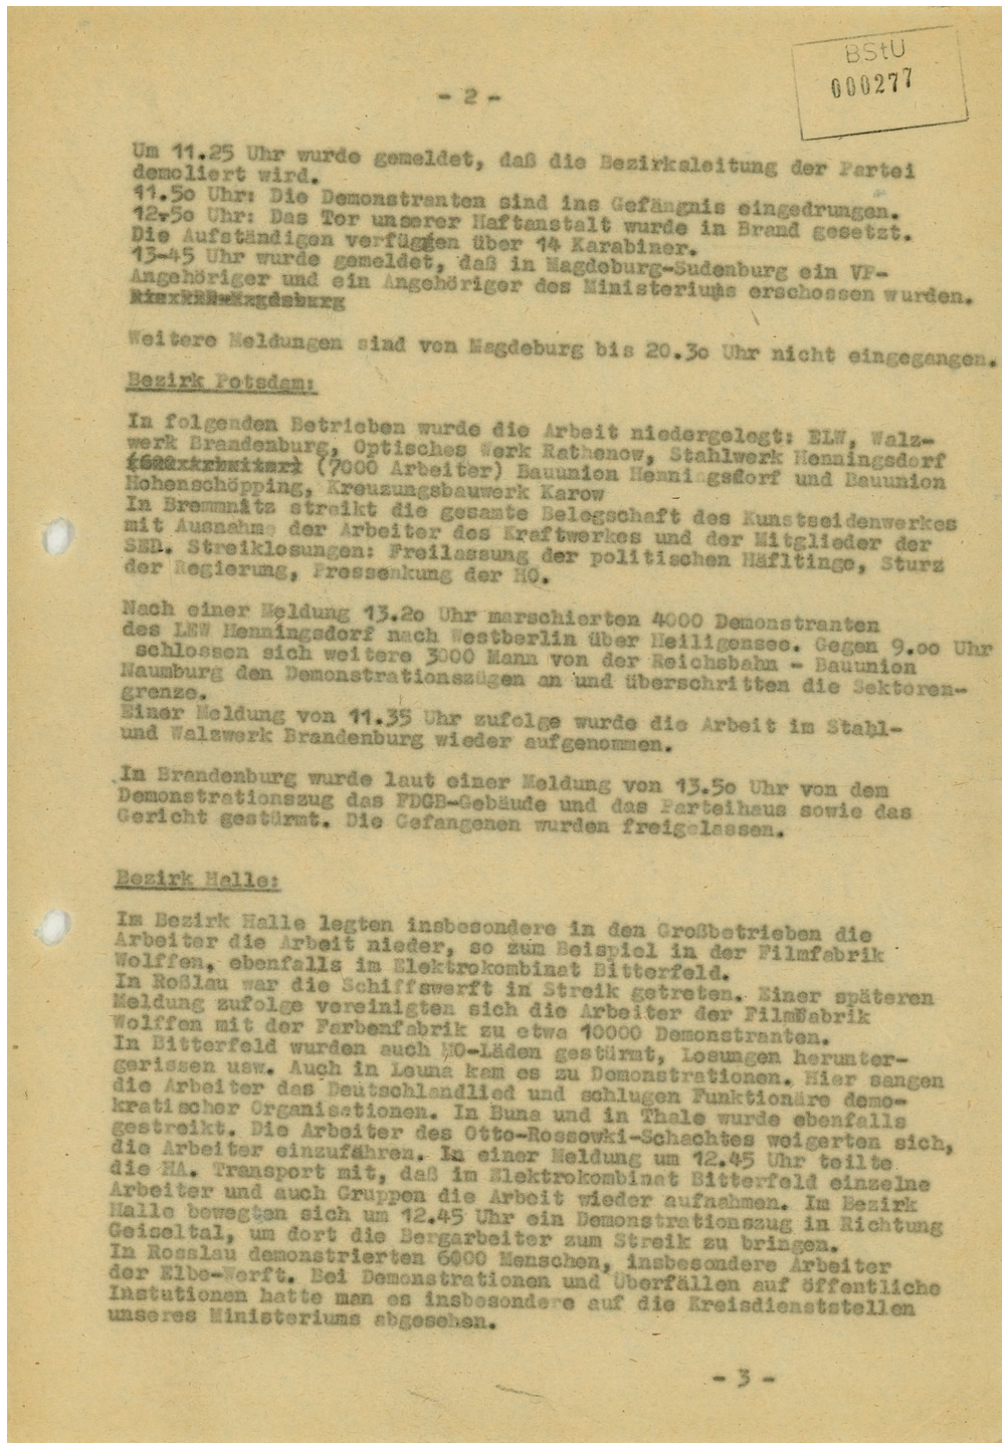 BStU
000277
- 2 -
Um 11.25 Uhr wurde gemeldet, daß die Bezirksleitung der Partei
demoliert wird.
11.50 Uhr: Die Demonstranten sind ins Gefängnis eingedrungen.
12.50 Uhr: Das Tor unserer Haftanstalt wurde in Brand gesetzt.
Die Aufständigen verfügten über 14 Karabiner.
13-45 Uhr wurde gemeldet, daß in Magdeburg-Sudenburg ein VP-
Angehöriger und ein Angehöriger des Ministeriums erschossen wurden.
Weitere Meldungen sind von Magdeburg bis 20.30 Uhr nicht eingegangen.
Bezirk Potsdam:
In folgenden Betrieben wurde die Arbeit niedergelegt: ELW, Walz-
werk Brandenburg, Optisches Werk Rathenow, Stahlwerk Henningsdorf
(7000 Arbeiter) Bauunion Henningsdorf und Bauunion
Hohenschöpping, Kreuzungsbauwerk Karow
In Bremmnitz streikt die gesamte Belegschaft des Kunstseidenwerkes
mit Ausnahme der Arbeiter des Kraftwerkes und der Mitglieder der
SED. Streiklosungen: Freilassung der politischen Häfltinge, Sturz
der Regierung, Pressenkung der HO.
Nach einer Meldung 13.20 Uhr marschierten 4000 Demonstranten
des LEW Henningsdorf nach Westberlin über Heiligensee. Gegen 9.00 Uhr
schlossen sich weitere 3000 Mann von der Reichsbahn - Bauunion
Naumburg den Demonstrationszügen an und überschritten die Sektoren-
grenze.
Einer Meldung von 11.35 Uhr zufolge wurde die Arbeit im Stahl-
und Walzwerk Brandenburg wieder aufgenommen.
In Brandenburg wurde laut einer Meldung von 13.50 Uhr von dem
Demonstrationszug das FDGB-Gebäude und das Parteihaus sowie das
Gericht gestürmt. Die Gefangenen wurden freigelassen.
Bezirk Halle:
Im Bezirk Halle legten insbesondere in den Großbetrieben die
Arbeiter die Arbeit nieder, so zum Beispiel in der Filmfabrik
Wolffen, ebenfalls im Elektrokombinat Bitterfeld.
In Roßlau war die Schiffswerft in Streik getreten. Einer späteren
Meldung zufolge vereinigten sich die Arbeiter der Filmfabrik
Wolffen mit der Farbenfabrik zu etwa 10000 Demonstranten.
In Bitterfeld wurden auch HO-Läden gestürmt, Losungen herunter-
gerissen usw. Auch in Leuna kam es zu Demonstrationen. Hier sangen
die Arbeiter das Deutschlandlied und schlugen Funktionäre demo-
kratischer Organisationen. In Buna und in Thale wurde ebenfalls
gestreikt. Die Arbeiter des Otto-Rossowki-Schachtes weigerten sich,
die Arbeiter einzufahren. In einer Meldung um 12.45 Uhr teilte
die HA. Transport mit, daß im Elektrokombinat Bitterfeld einzelne
Arbeiter und auch Gruppen die Arbeit wieder aufnahmen. Im Bezirk
Halle bewegten sich um 12.45 Uhr ein Demonstrationszug in Richtung
Geiseltal, um dort die Bergarbeiter zum Streik zu bringen.
In Rosslau demonstrierten 6000 Menschen, insbesondere Arbeiter
der Elbe-Werft. Bei Demonstrationen und Überfällen auf öffentliche
Instutionen hatte man es insbesondere auf die Kreisdienststellen
unseres Ministeriums abgesehen.
- 3 -